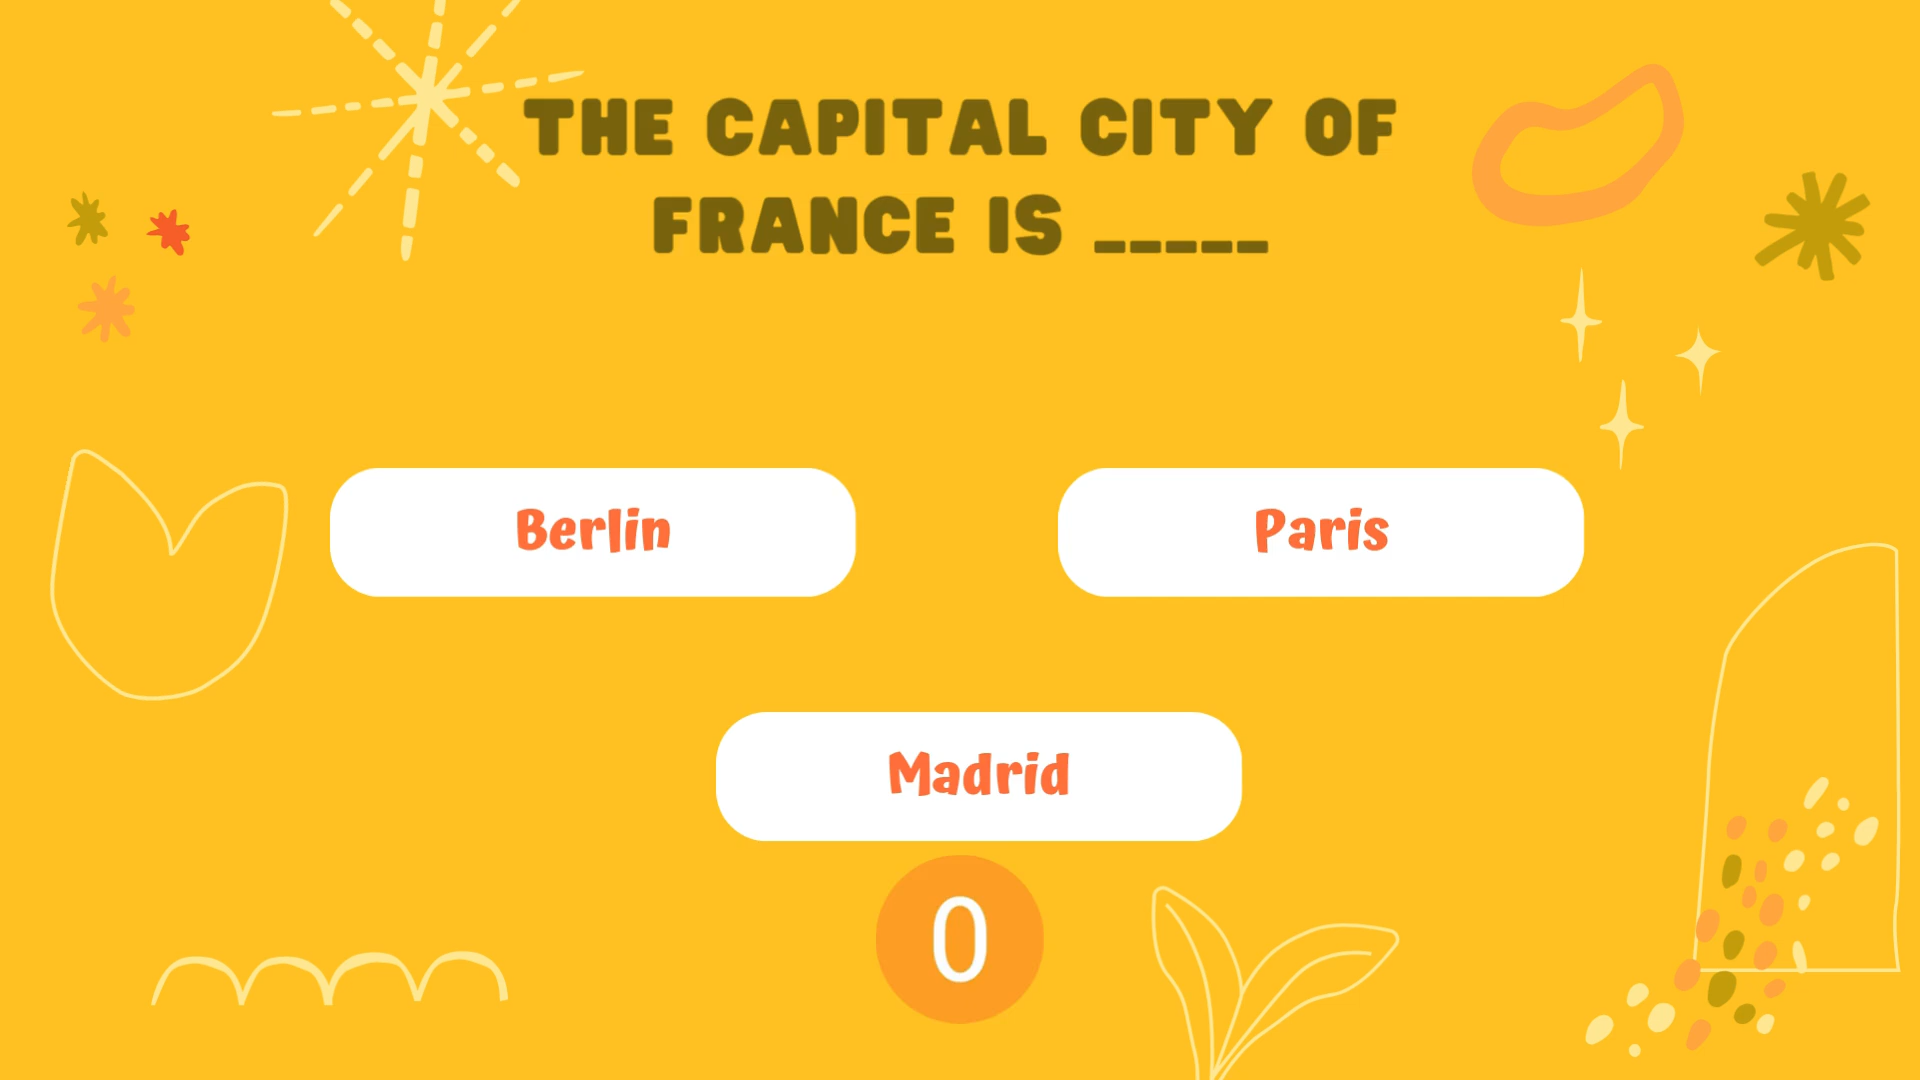 THE CAPITAL CITY OF
FRANCE IS _____
Berlin
Paris
Madrid
0